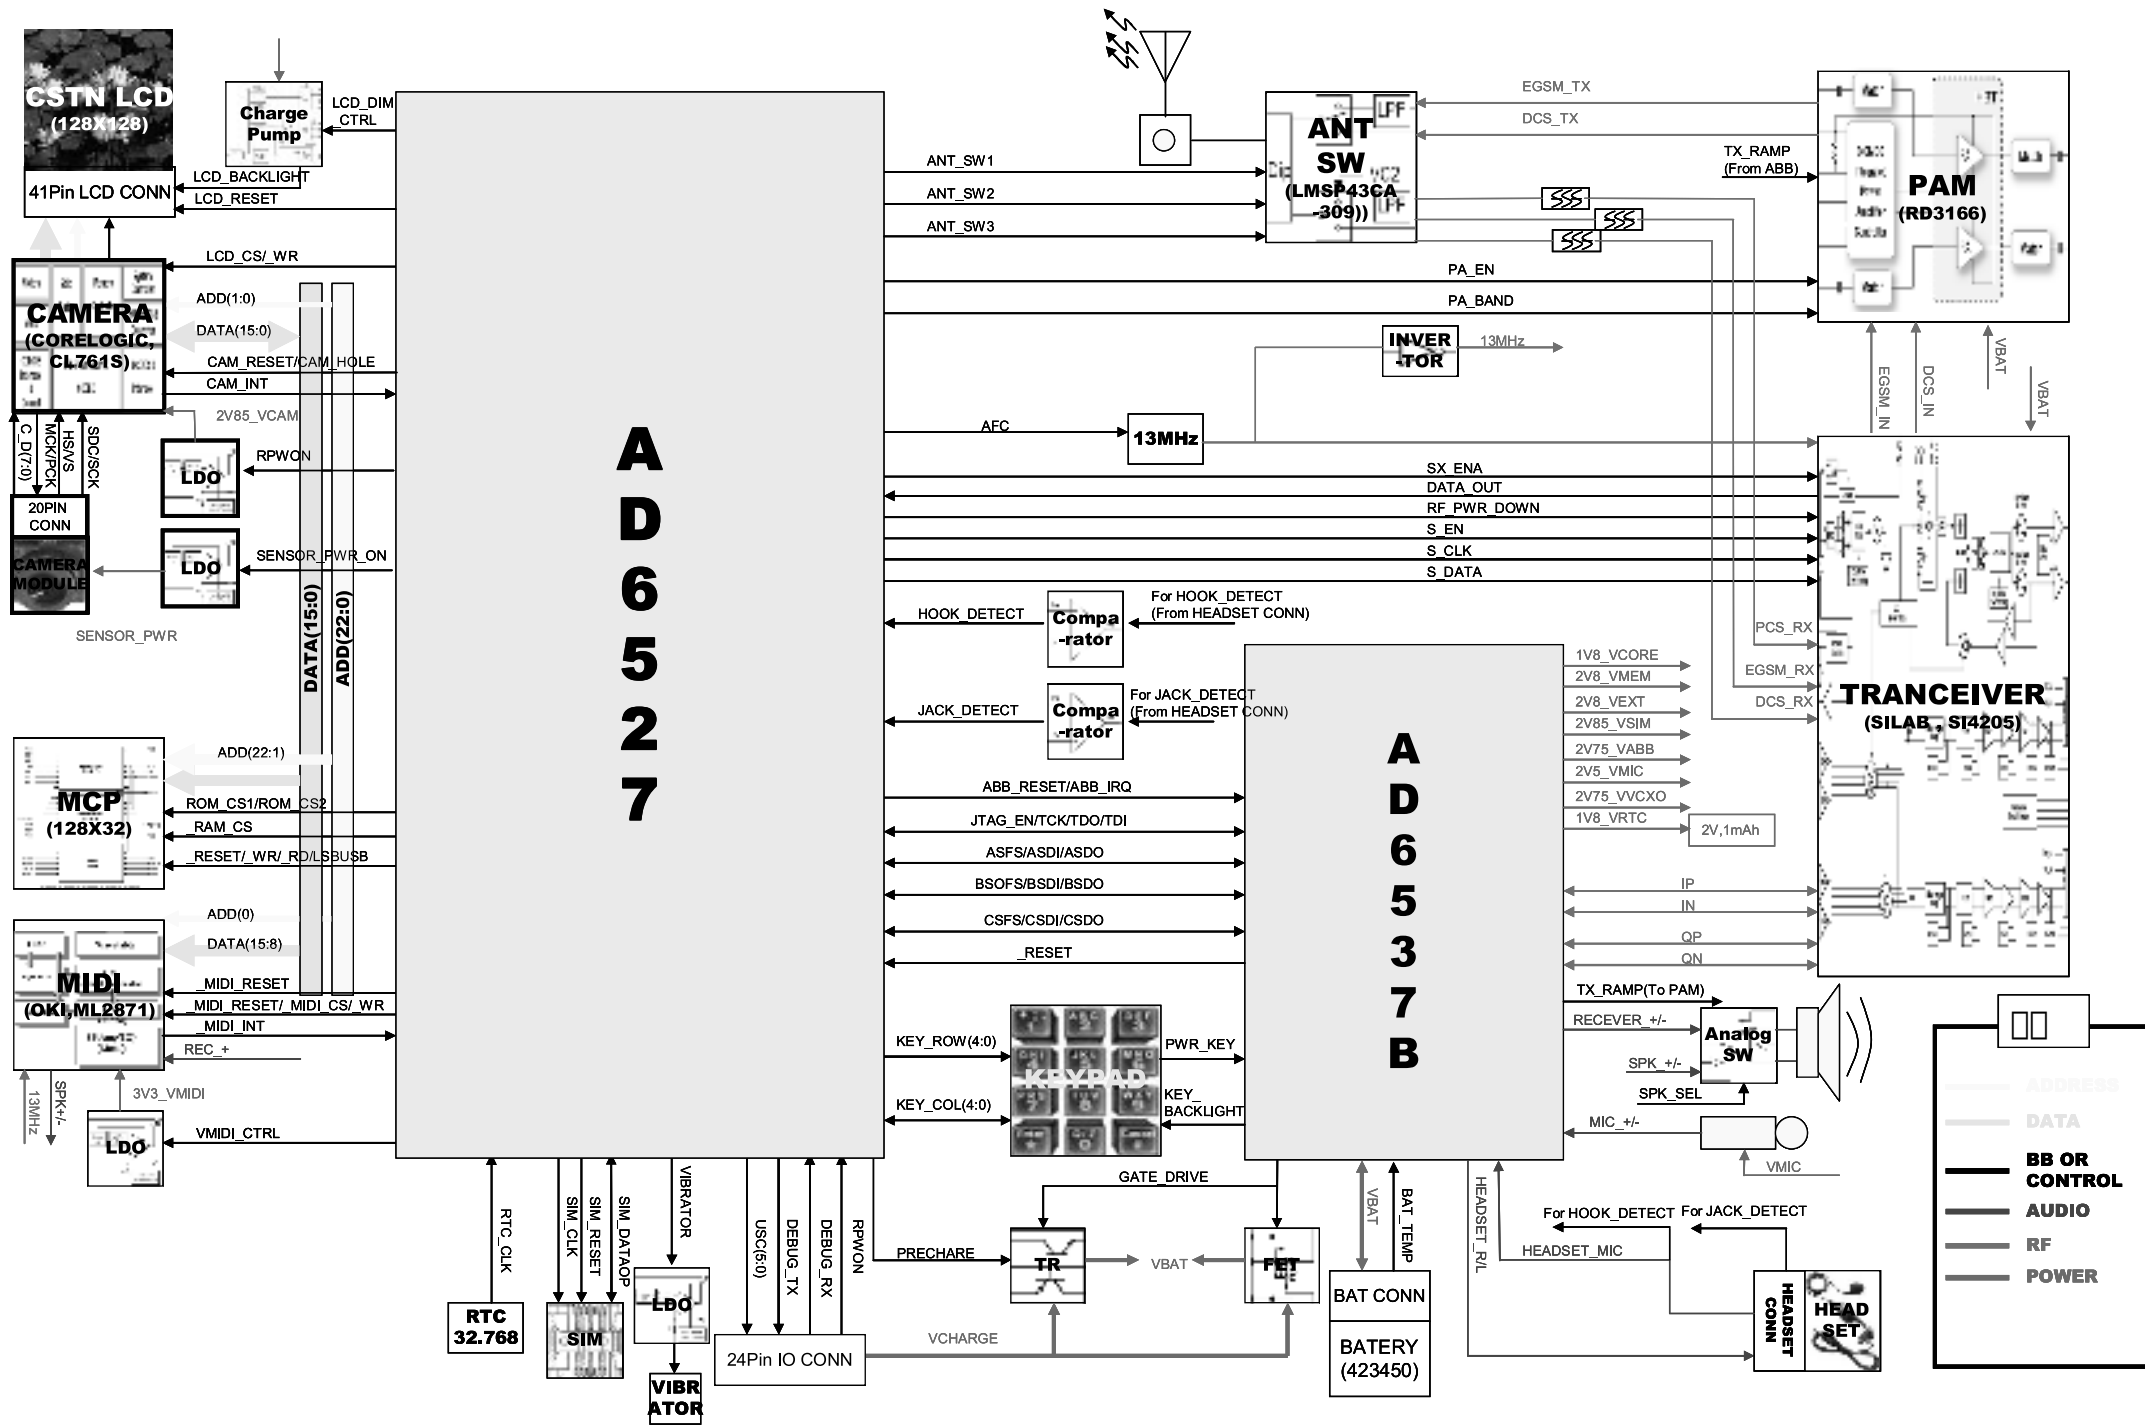 CSTN LCD
(128X128)
41Pin LCD CONN
Charge
Pump
LCD_DIM
_CTRL
LCD_BACKLIGHT
LCD_RESET
LCD_CS/_WR
CAMERA
(CORELOGIC,
CL761S)
ADD(1:0)
DATA(15:0)
CAM_RESET/CAM_HOLE
CAM_INT
2V85_VCAM
C_D(7:0)
MCK/PCK
HS/VS
SDC/SCK
LDO
RPWON
20PIN
CONN
CAMERA
MODULE
LDO
SENSOR_PWR_ON
SENSOR_PWR
DATA(15:0)
ADD(22:0)
MCP
(128X32)
ADD(22:1)
ROM_CS1/ROM_CS2
_RAM_CS
_RESET/_WR/_RD/LSBUSB
MIDI
(OKI,ML2871)
ADD(0)
DATA(15:8)
_MIDI_RESET
_MIDI_RESET/_MIDI_CS/_WR
_MIDI_INT
REC_+
13MHz
SPK+/-
3V3_VMIDI
LDO
VMIDI_CTRL
AD6527
ANT_SW1
ANT_SW2
ANT_SW3
ANT
SW
(LMSP43CA
-309))
LPF
LPF
EGSM_TX
DCS_TX
TX_RAMP
(From ABB)
PAM
(RD3166)
PA_EN
PA_BAND
INVER
-TOR
13MHz
EGSM_IN
DCS_IN
VBAT
VBAT
AFC
13MHz
SX_ENA
DATA_OUT
RF_PWR_DOWN
S_EN
S_CLK
S_DATA
HOOK_DETECT
Compa
-rator
For HOOK_DETECT
(From HEADSET CONN)
JACK_DETECT
Compa
-rator
For JACK_DETECT
(From HEADSET CONN)
PCS_RX
EGSM_RX
DCS_RX
TRANCEIVER
(SILAB , SI4205)
AD6537B
1V8_VCORE
2V8_VMEM
2V8_VEXT
2V85_VSIM
2V75_VABB
2V5_VMIC
2V75_VVCXO
1V8_VRTC
2V,1mAh
ABB_RESET/ABB_IRQ
JTAG_EN/TCK/TDO/TDI
ASFS/ASDI/ASDO
BSOFS/BSDI/BSDO
CSFS/CSDI/CSDO
_RESET
IP
IN
QP
QN
TX_RAMP(To PAM)
RECEVER_+/-
SPK_+/-
SPK_SEL
Analog
SW
MIC_+/-
VMIC
KEY_ROW(4:0)
KEY_COL(4:0)
KEYPAD
PWR_KEY
KEY_
BACKLIGHT
GATE_DRIVE
PRECHARE
TR
VBAT
FET
VCHARGE
RTC_CLK
RTC
32.768
SIM_CLK
SIM_RESET
SIM_DATAOP
SIM
VIBRATOR
LDO
VIBR
ATOR
USC(5:0)
DEBUG_TX
DEBUG_RX
RPWON
24Pin IO CONN
VBAT
BAT_TEMP
BAT CONN
BATERY
(423450)
HEADSET_R/L
For HOOK_DETECT
For JACK_DETECT
HEADSET_MIC
HEADSET
CONN
HEAD
SET
ADDRESS
DATA
BB OR
CONTROL
AUDIO
RF
POWER